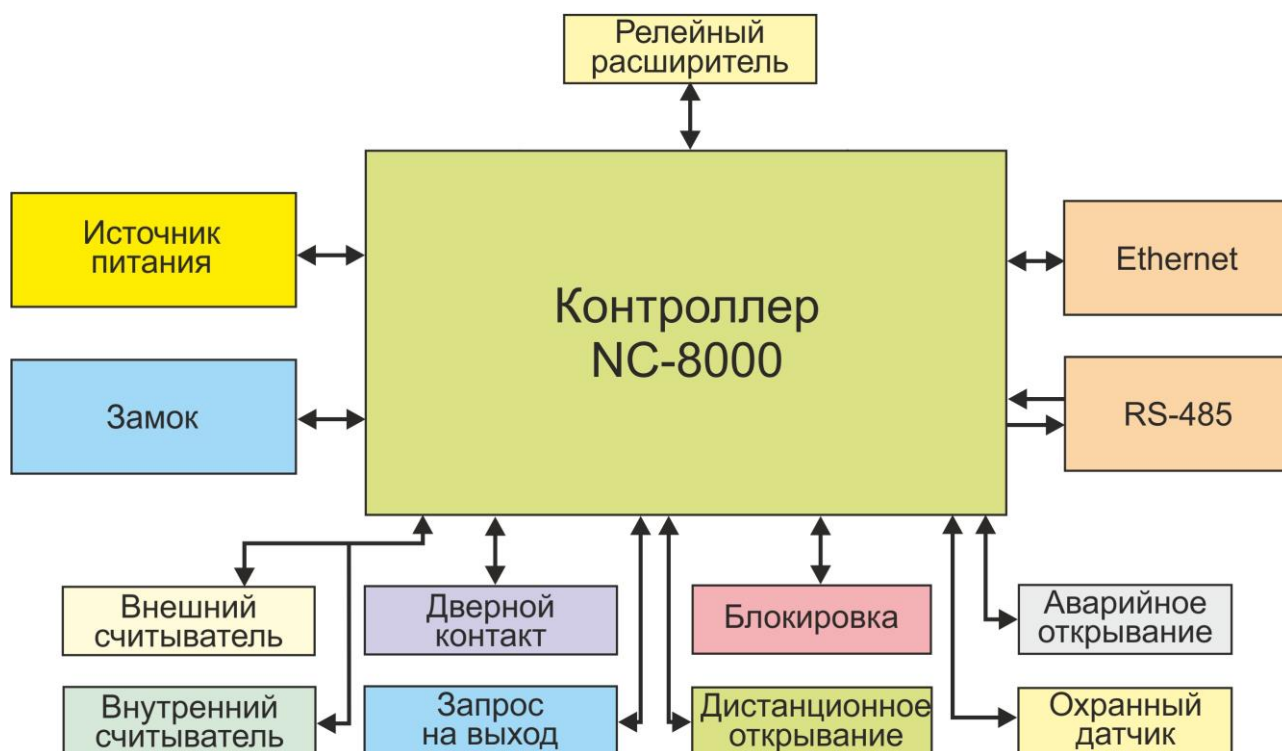 Релейный
расширитель
Источник
питания
Контроллер
NC-8000
Ethernet
Замок
RS-485
Внешний
считыватель
Дверной
контакт
Блокировка
Аварийное
открывание
Внутренний
считыватель
Запрос
на выход
Дистанционное
открывание
Охранный
датчик